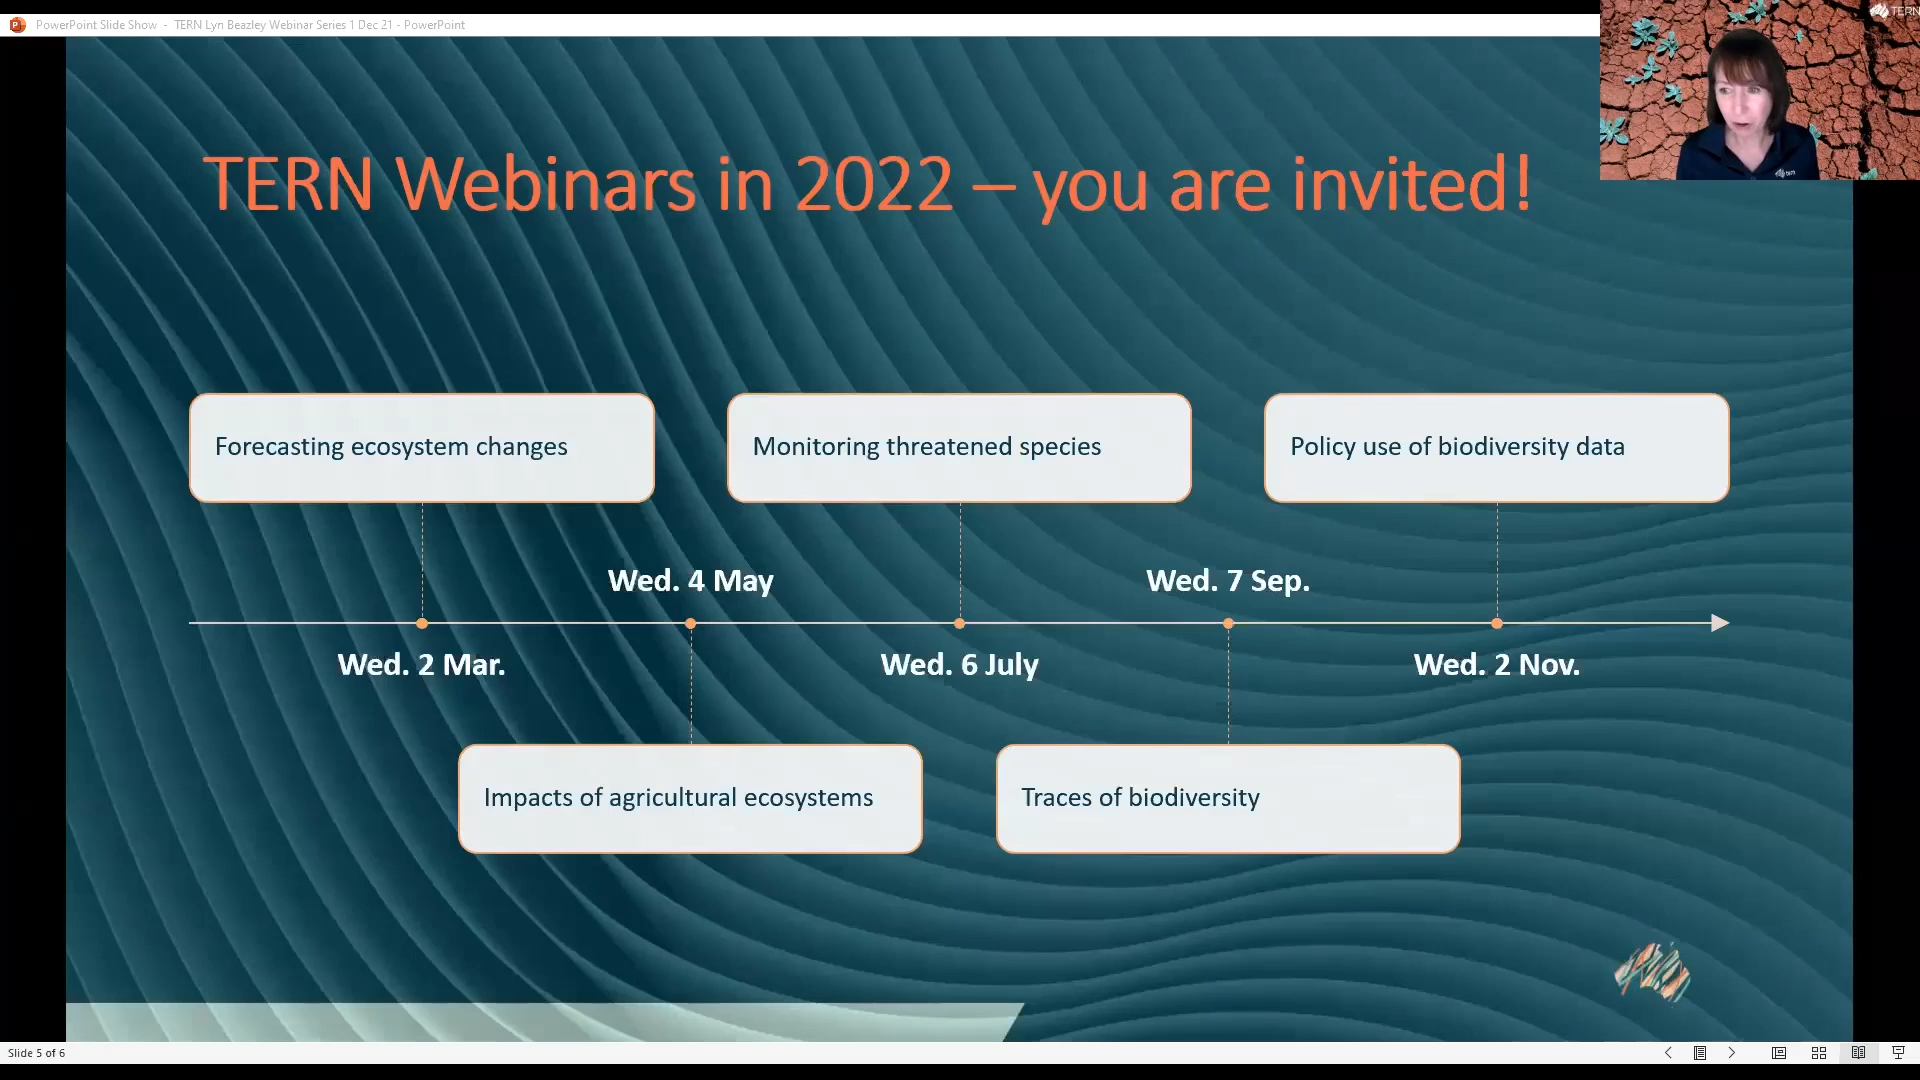 PowerPoint Slide Show - TERN Lyn Beazley Webinar Series 1 Dec 21 - PowerPoint
TERN
TERN Webinars in 2022 – you are invited!
Forecasting ecosystem changes
Monitoring threatened species
Policy use of biodiversity data
Wed. 4 May
Wed. 7 Sep.
Wed. 2 Mar.
Wed. 6 July
Wed. 2 Nov.
Impacts of agricultural ecosystems
Traces of biodiversity
Slide 5 of 6